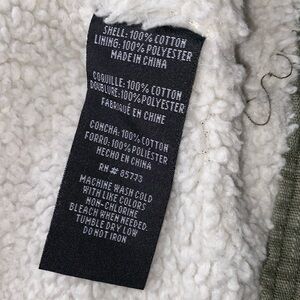 SHELL: 100% COTTON
LINING: 100% POLYESTER
MADE IN CHINA
COQUILLE: 100% COTTON
DOUBLURE: 100% POLYESTER
FABRIQUÉ EN CHINE
CONCHA: 100% COTTON
FORRO: 100% POLIÉSTER
HECHO EN CHINA
RN# 85773
MACHINE WASH COLD
WITH LIKE COLORS
NON-CHLORINE
BLEACH WHEN NEEDED.
TUMBLE DRY LOW
DO NOT IRON